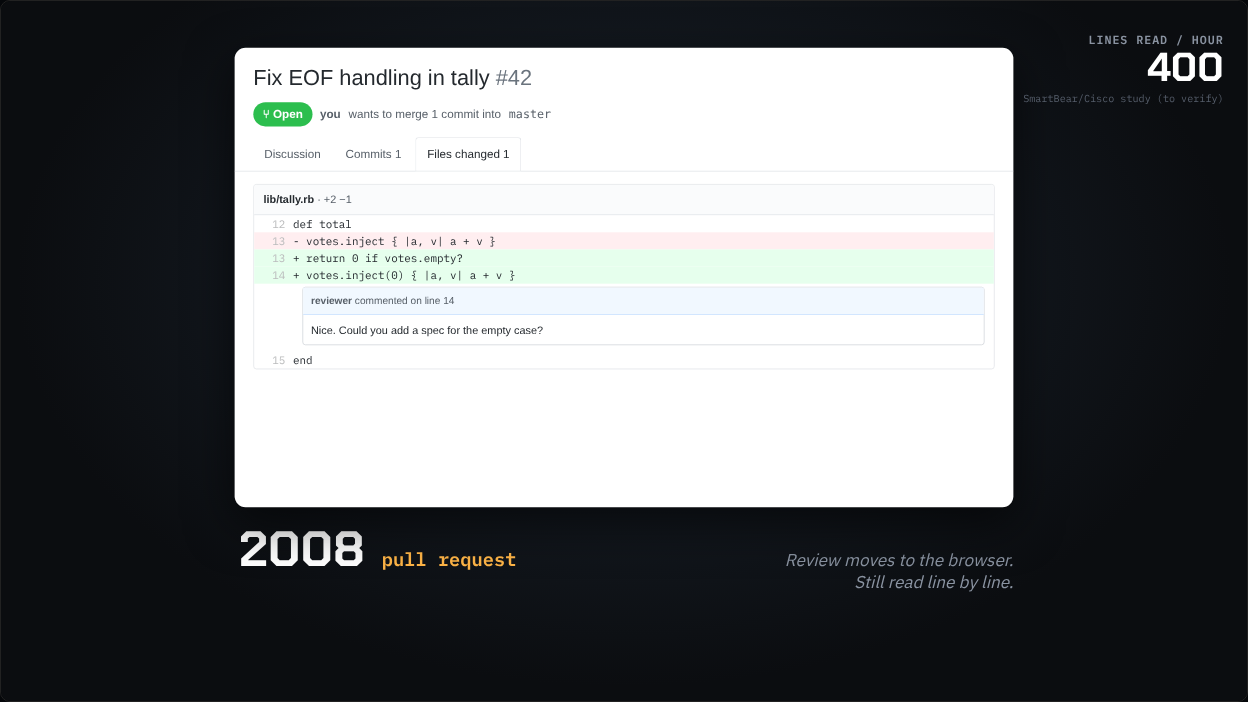 LINES READ / HOUR
400
SmartBear/Cisco study (to verify)
Fix EOF handling in tally #42
Open you wants to merge 1 commit into master
Discussion Commits 1 Files changed 1
lib/tally.rb · +2 −1
12 def total
13 - votes.inject { |a, v| a + v }
13 + return 0 if votes.empty?
14 + votes.inject(0) { |a, v| a + v }
reviewer commented on line 14
Nice. Could you add a spec for the empty case?
15 end
2008 pull request
Review moves to the browser.
Still read line by line.